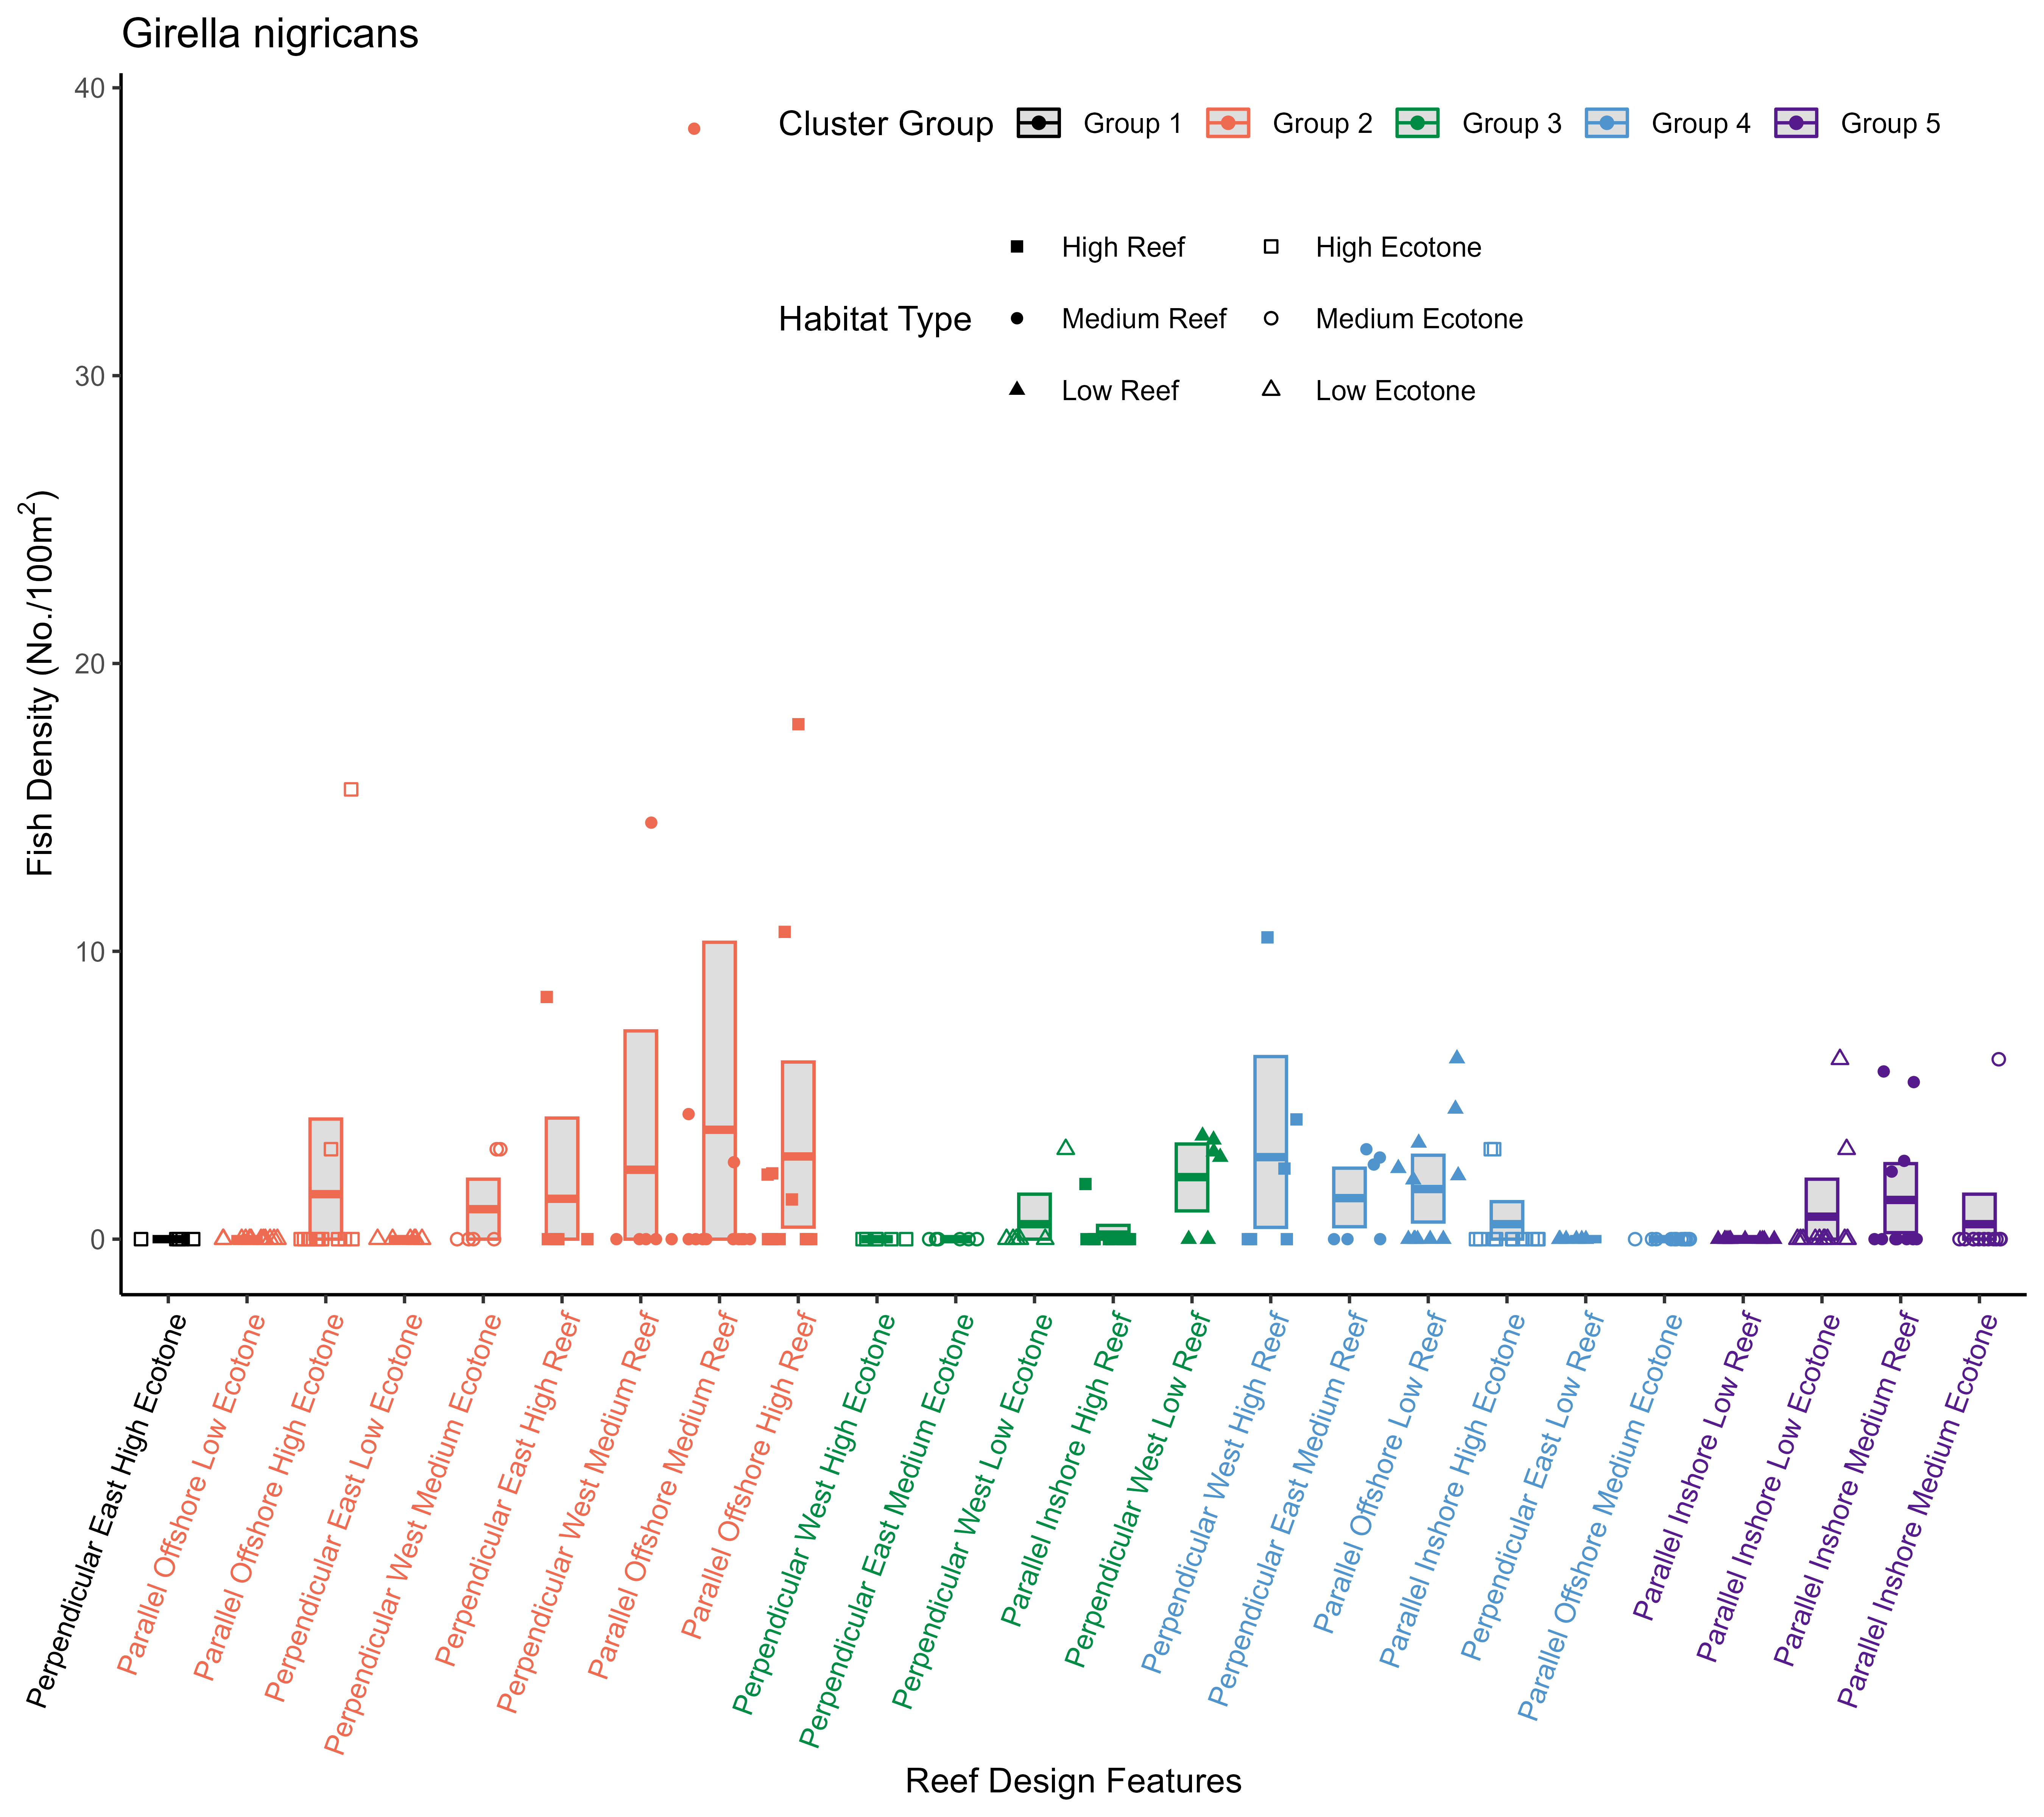 Girella nigricans
Cluster Group Group 1 Group 2 Group 3 Group 4 Group 5
High Reef High Ecotone
Habitat Type Medium Reef Medium Ecotone
Low Reef Low Ecotone
Fish Density (No./100m²)
40
30
20
10
0
Perpendicular East High Ecotone
Parallel Offshore Low Ecotone
Parallel Offshore High Ecotone
Perpendicular East Low Ecotone
Perpendicular West Medium Ecotone
Perpendicular East High Reef
Perpendicular West Medium Reef
Parallel Offshore Medium Reef
Parallel Offshore High Reef
Perpendicular West High Ecotone
Perpendicular East Medium Ecotone
Perpendicular West Low Ecotone
Parallel Inshore High Reef
Perpendicular West Low Reef
Perpendicular West High Reef
Perpendicular East Medium Reef
Parallel Offshore Low Reef
Parallel Inshore High Ecotone
Perpendicular East Low Reef
Parallel Offshore Medium Ecotone
Parallel Inshore Low Reef
Parallel Inshore Low Ecotone
Parallel Inshore Medium Reef
Parallel Inshore Medium Ecotone
Reef Design Features